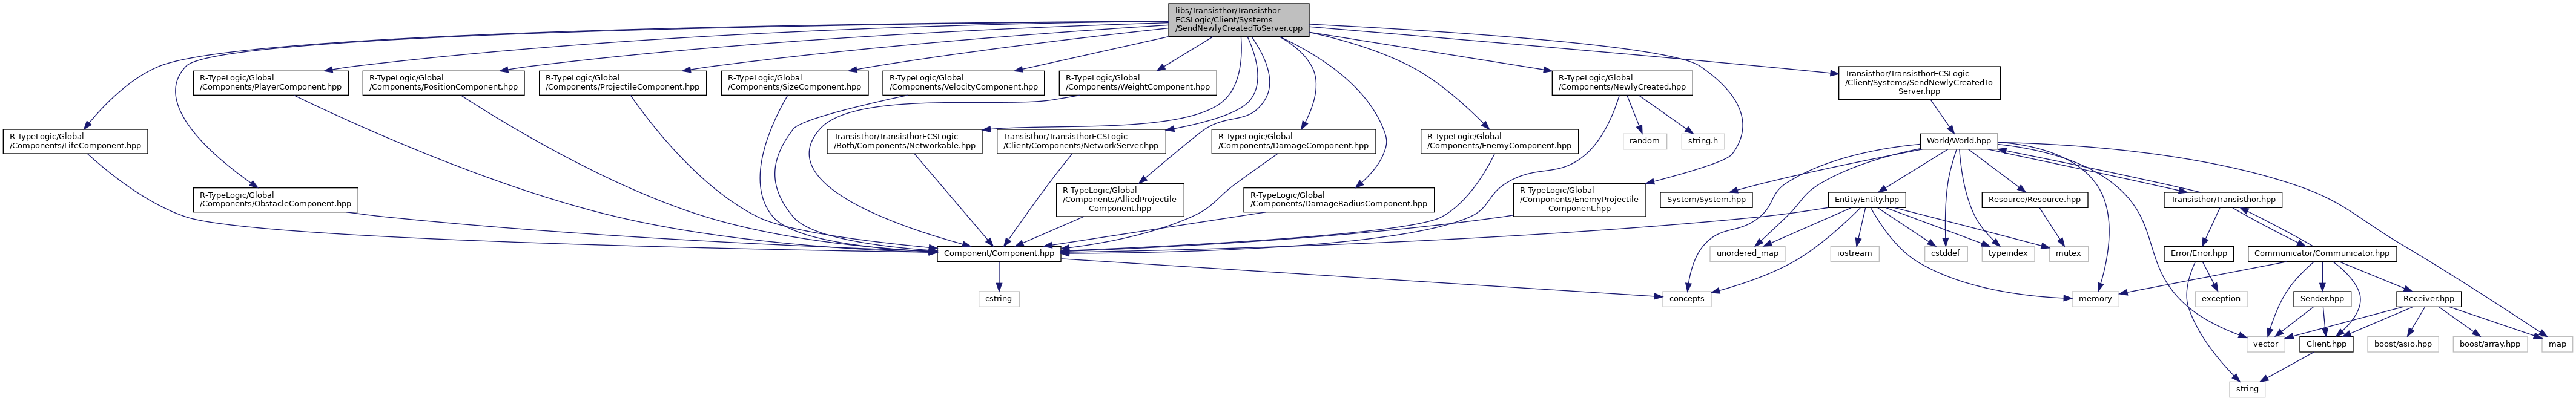 libs/Transisthor/Transisthor
ECSLogic/Client/Systems
/SendNewlyCreatedToServer.cpp
R-TypeLogic/Global
/Components/PlayerComponent.hpp
R-TypeLogic/Global
/Components/PositionComponent.hpp
R-TypeLogic/Global
/Components/ProjectileComponent.hpp
R-TypeLogic/Global
/Components/SizeComponent.hpp
R-TypeLogic/Global
/Components/VelocityComponent.hpp
R-TypeLogic/Global
/Components/WeightComponent.hpp
R-TypeLogic/Global
/Components/NewlyCreated.hpp
Transisthor/TransisthorECSLogic
/Client/Systems/SendNewlyCreatedTo
Server.hpp
R-TypeLogic/Global
/Components/LifeComponent.hpp
Transisthor/TransisthorECSLogic
/Both/Components/Networkable.hpp
Transisthor/TransisthorECSLogic
/Client/Components/NetworkServer.hpp
R-TypeLogic/Global
/Components/DamageComponent.hpp
R-TypeLogic/Global
/Components/EnemyComponent.hpp
random
string.h
World/World.hpp
R-TypeLogic/Global
/Components/ObstacleComponent.hpp
R-TypeLogic/Global
/Components/AlliedProjectile
Component.hpp
R-TypeLogic/Global
/Components/DamageRadiusComponent.hpp
R-TypeLogic/Global
/Components/EnemyProjectile
Component.hpp
System/System.hpp
Entity/Entity.hpp
Resource/Resource.hpp
Transisthor/Transisthor.hpp
Component/Component.hpp
unordered_map
iostream
cstddef
typeindex
mutex
Error/Error.hpp
Communicator/Communicator.hpp
cstring
concepts
memory
exception
Sender.hpp
Receiver.hpp
vector
Client.hpp
boost/asio.hpp
boost/array.hpp
map
string